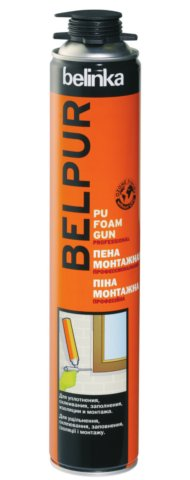 belinka
BELPUR
PU
FOAM
GUN
PROFESSIONAL
ПЕНА
МОНТАЖНАЯ
ПРОФЕССИОНАЛЬНАЯ
ПІНА
МОНТАЖНА
ПРОФЕСІЙНА
Для уплотнения,
склеивания, заполнения,
изоляции и монтажа.
Для ущільнення,
склеювання, заповнення,
ізоляції і монтажу.